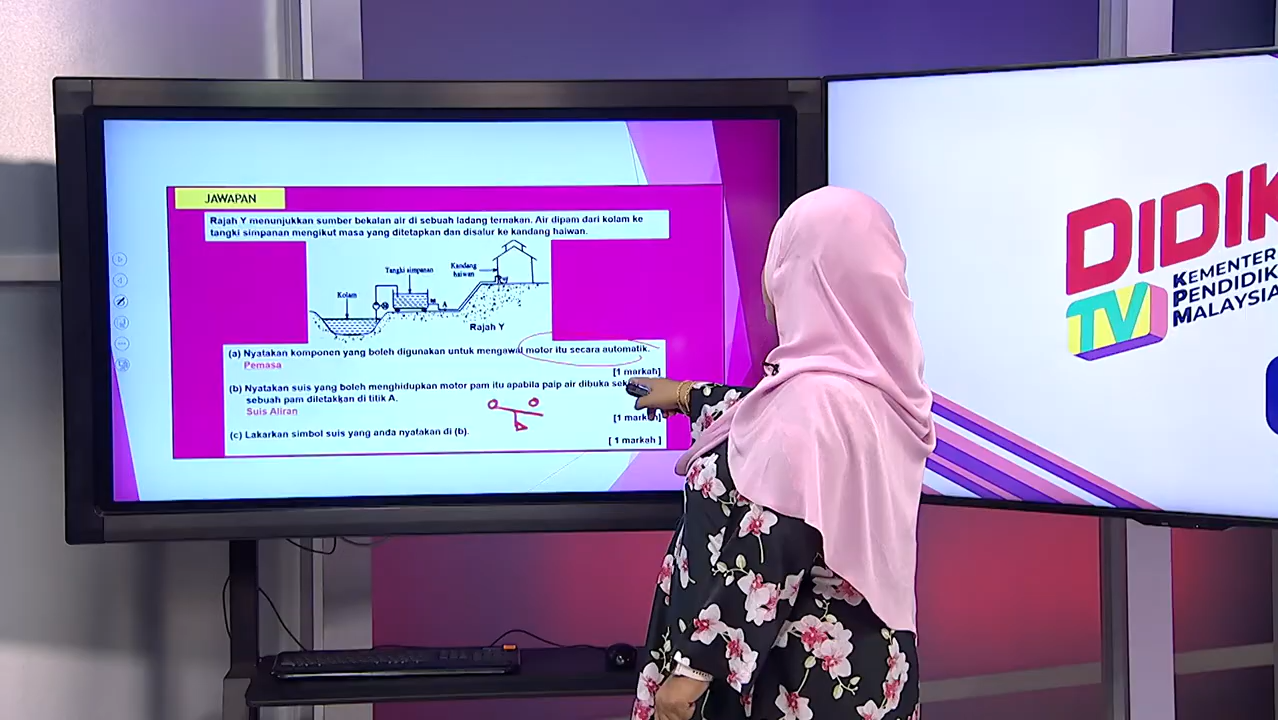 JAWAPAN
Rajah Y menunjukkan sumber bekalan air di sebuah ladang ternakan. Air dipam dari kolam ke
tangki simpanan mengikut masa yang ditetapkan dan disalur ke kandang haiwan.
Tangki simpanan
Kandang
haiwan
Kolam
A
Rajah Y
(a) Nyatakan komponen yang boleh digunakan untuk mengawal motor itu secara automatik.
Pemasa
[1 markah]
(b) Nyatakan suis yang boleh menghidupkan motor pam itu apabila paip air dibuka
sebuah pam diletakkan di titik A.
Suis Aliran
[1 markah]
(c) Lakarkan simbol suis yang anda nyatakan di (b).
[ 1 markah ]
DIDIK
TV
KEMENTER
PENDIDIK
MALAYSIA